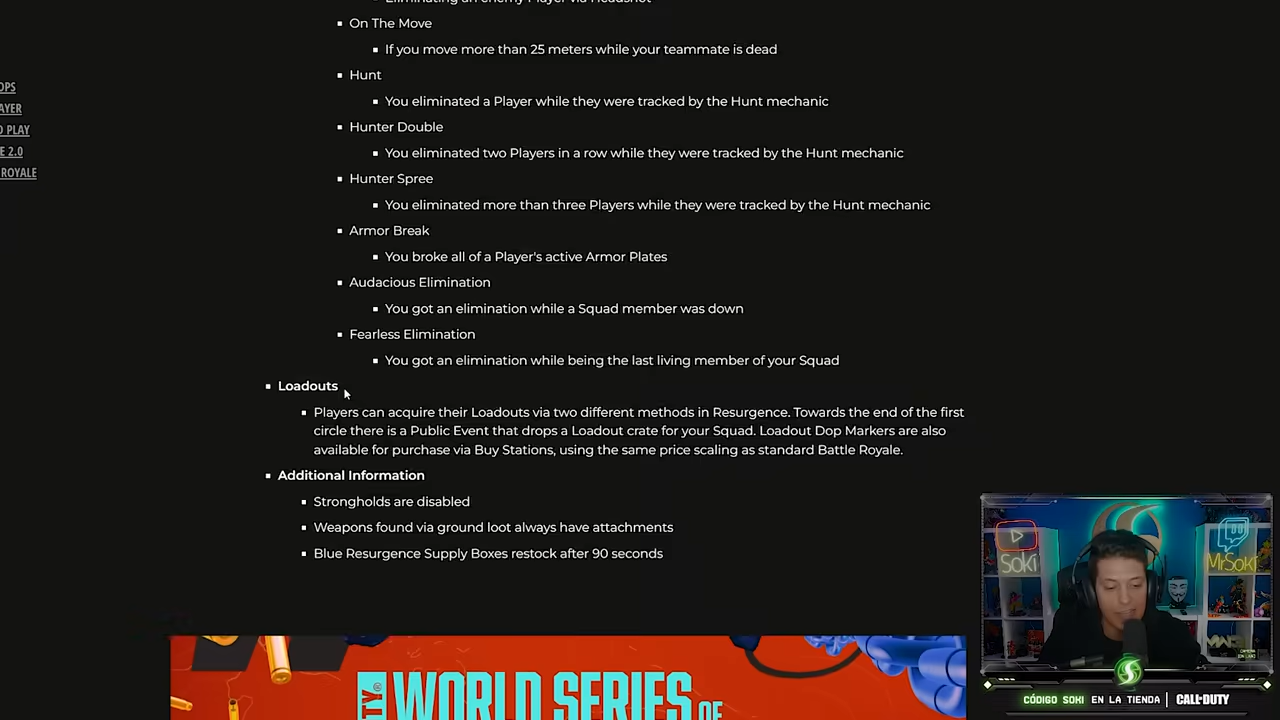 Eliminating an enemy Player via Headshot
On The Move
If you move more than 25 meters while your teammate is dead
Hunt
You eliminated a Player while they were tracked by the Hunt mechanic
Hunter Double
You eliminated two Players in a row while they were tracked by the Hunt mechanic
Hunter Spree
You eliminated more than three Players while they were tracked by the Hunt mechanic
Armor Break
You broke all of a Player's active Armor Plates
Audacious Elimination
You got an elimination while a Squad member was down
Fearless Elimination
You got an elimination while being the last living member of your Squad
Loadouts
Players can acquire their Loadouts via two different methods in Resurgence. Towards the end of the first
circle there is a Public Event that drops a Loadout crate for your Squad. Loadout Dop Markers are also
available for purchase via Buy Stations, using the same price scaling as standard Battle Royale.
Additional Information
Strongholds are disabled
Weapons found via ground loot always have attachments
Blue Resurgence Supply Boxes restock after 90 seconds
OPS
AYER
O PLAY
E 2.0
ROYALE
WORLD SERIES OF
Soki
MrSoki
CÓDIGO SOKI EN LA TIENDA | CALL OF DUTY